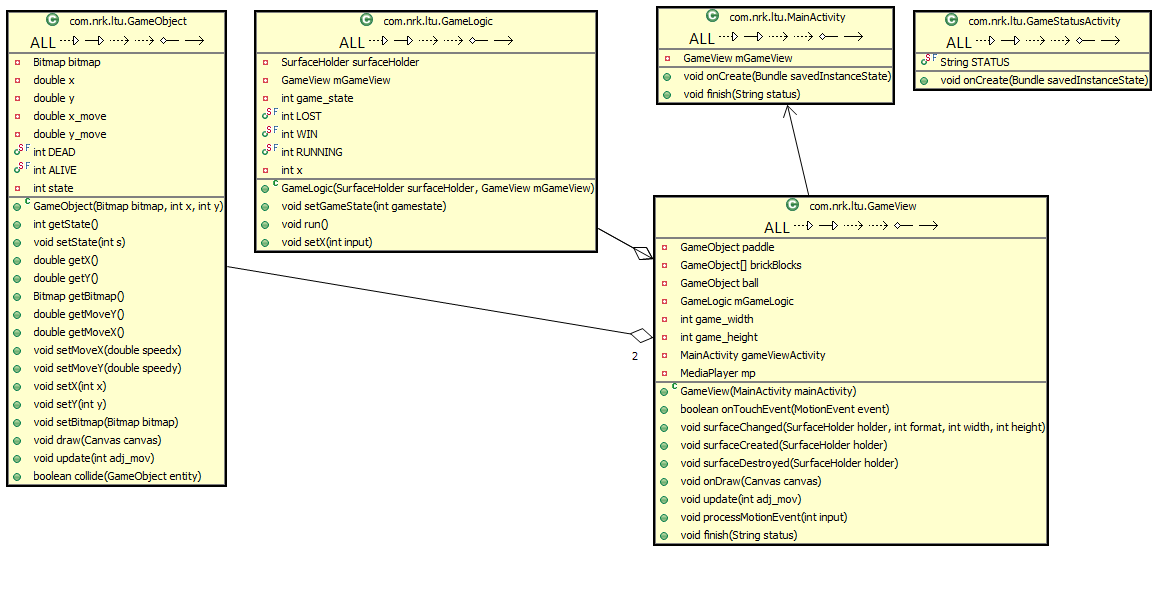 com.nrk.ltu.GameObject
ALL
Bitmap bitmap
double x
double y
double x_move
double y_move
S F int DEAD
S F int ALIVE
int state
C GameObject(Bitmap bitmap, int x, int y)
int getState()
void setState(int s)
double getX()
double getY()
Bitmap getBitmap()
double getMoveY()
double getMoveX()
void setMoveX(double speedx)
void setMoveY(double speedy)
void setX(int x)
void setY(int y)
void setBitmap(Bitmap bitmap)
void draw(Canvas canvas)
void update(int adj_mov)
boolean collide(GameObject entity)
com.nrk.ltu.GameLogic
ALL
SurfaceHolder surfaceHolder
GameView mGameView
int game_state
S F int LOST
S F int WIN
S F int RUNNING
int x
C GameLogic(SurfaceHolder surfaceHolder, GameView mGameView)
void setGameState(int gamestate)
void run()
void setX(int input)
com.nrk.ltu.MainActivity
ALL
GameView mGameView
void onCreate(Bundle savedInstanceState)
void finish(String status)
com.nrk.ltu.GameStatusActivity
ALL
S F String STATUS
void onCreate(Bundle savedInstanceState)
com.nrk.ltu.GameView
ALL
GameObject paddle
GameObject[] brickBlocks
GameObject ball
GameLogic mGameLogic
int game_width
int game_height
MainActivity gameViewActivity
MediaPlayer mp
C GameView(MainActivity mainActivity)
boolean onTouchEvent(MotionEvent event)
void surfaceChanged(SurfaceHolder holder, int format, int width, int height)
void surfaceCreated(SurfaceHolder holder)
void surfaceDestroyed(SurfaceHolder holder)
void onDraw(Canvas canvas)
void update(int adj_mov)
void processMotionEvent(int input)
void finish(String status)
2